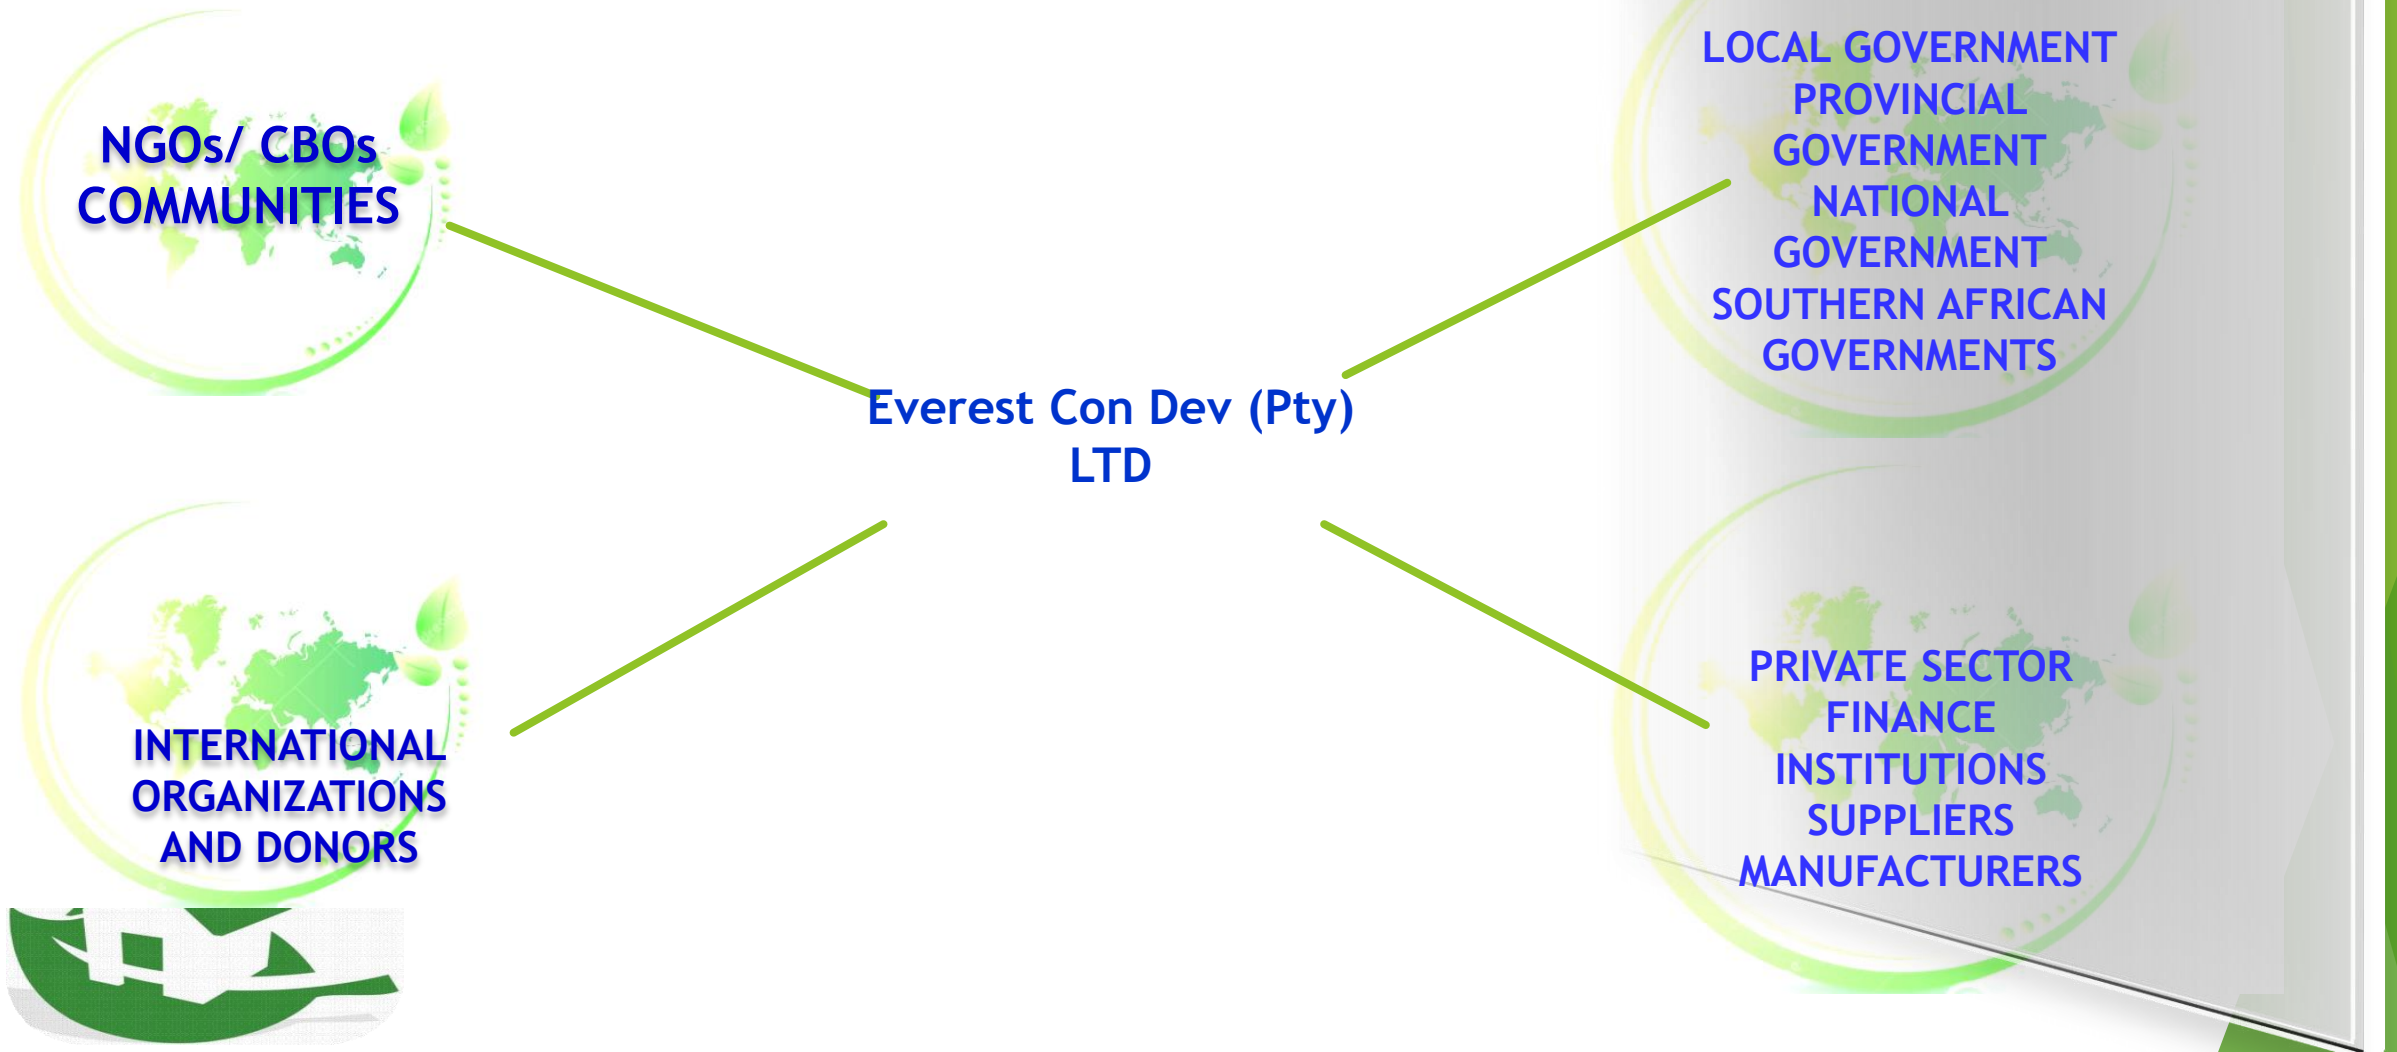 NGOs/ CBOs
COMMUNITIES
LOCAL GOVERNMENT
PROVINCIAL
GOVERNMENT
NATIONAL
GOVERNMENT
SOUTHERN AFRICAN
GOVERNMENTS
Everest Con Dev (Pty)
LTD
INTERNATIONAL
ORGANIZATIONS
AND DONORS
PRIVATE SECTOR
FINANCE
INSTITUTIONS
SUPPLIERS
MANUFACTURERS